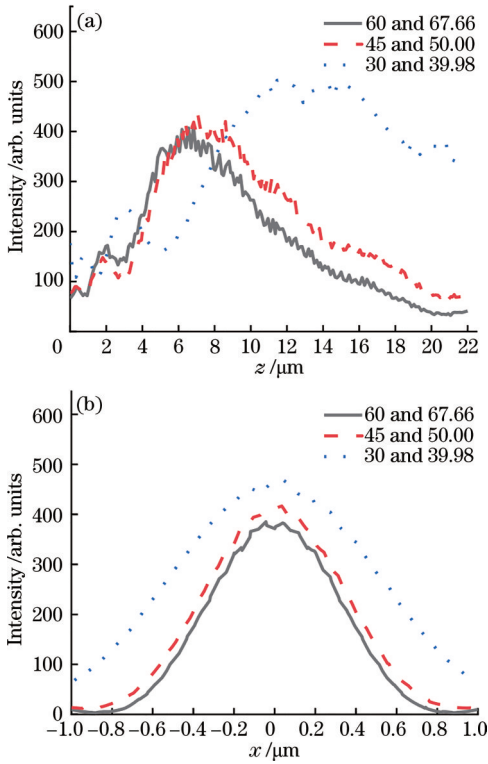 (a)
60 and 67.66
45 and 50.00
30 and 39.98
600
500
400
300
200
100
Intensity /arb. units
0 2 4 6 8 10 12 14 16 18 20 22
z /μm
(b)
60 and 67.66
45 and 50.00
30 and 39.98
600
500
400
300
200
100
0
Intensity /arb. units
−1.0 −0.8 −0.6 −0.4 −0.2 0 0.2 0.4 0.6 0.8 1.0
x /μm